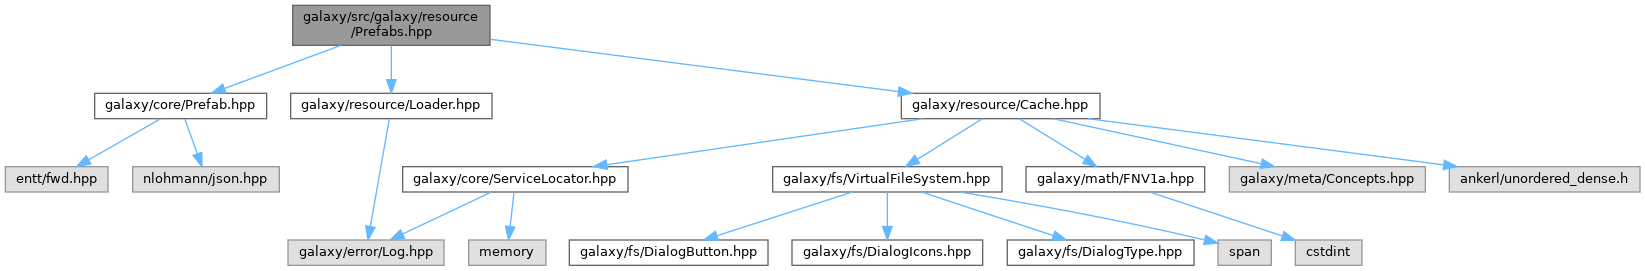 galaxy/src/galaxy/resource
/Prefabs.hpp
galaxy/core/Prefab.hpp
galaxy/resource/Loader.hpp
galaxy/resource/Cache.hpp
entt/fwd.hpp
nlohmann/json.hpp
galaxy/core/ServiceLocator.hpp
galaxy/fs/VirtualFileSystem.hpp
galaxy/math/FNV1a.hpp
galaxy/meta/Concepts.hpp
ankerl/unordered_dense.h
galaxy/error/Log.hpp
memory
galaxy/fs/DialogButton.hpp
galaxy/fs/DialogIcons.hpp
galaxy/fs/DialogType.hpp
span
cstdint